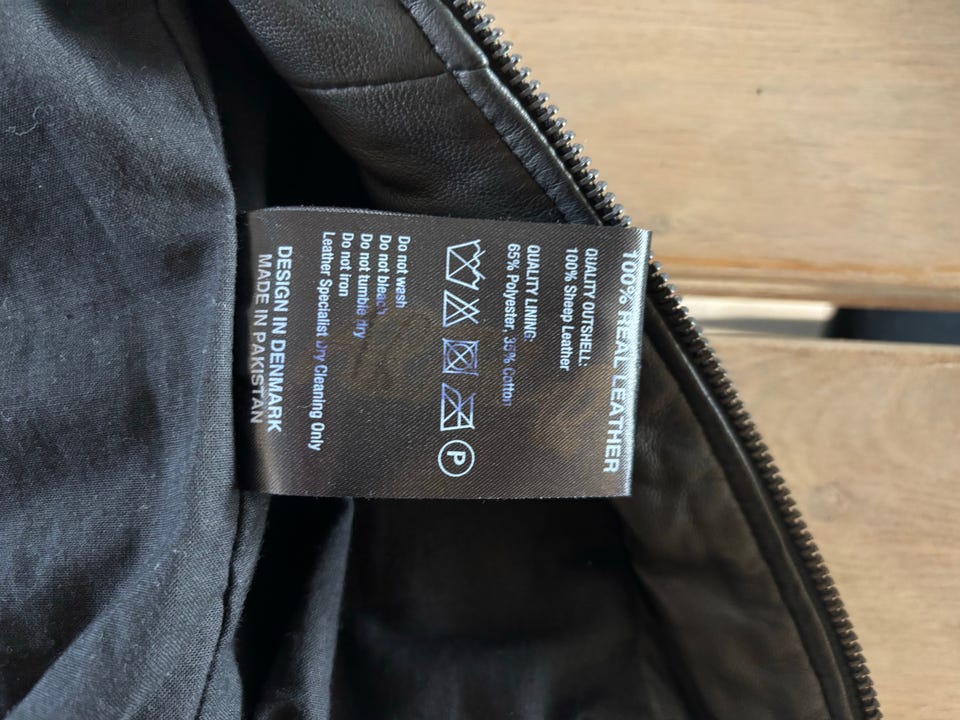 100% REAL LEATHER
QUALITY OUTSHELL:
100% Sheep Leather
QUALITY LINING:
65% Polyester, 35% Cotton
P
Do not wash
Do not bleach
Do not tumble dry
Do not iron
Leather Specialist Dry Cleaning Only
DESIGN IN DENMARK
MADE IN PAKISTAN